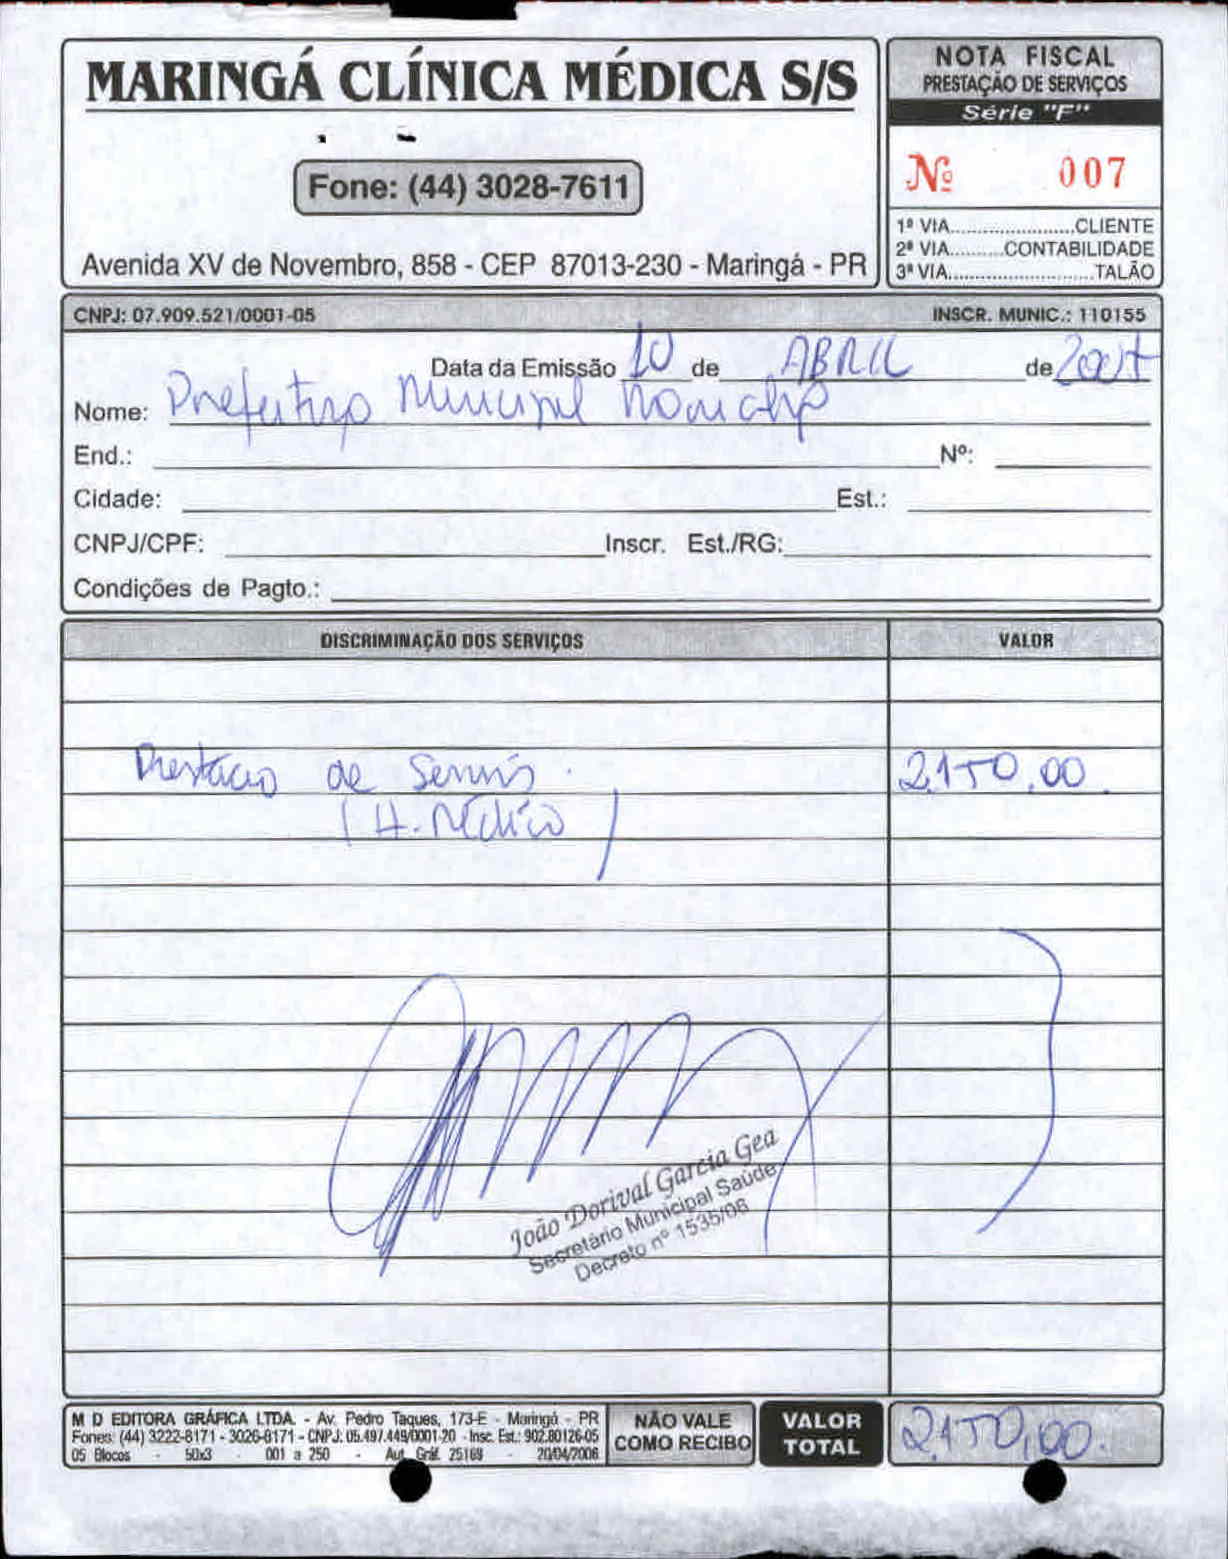 MARINGÁ CLÍNICA MÉDICA S/S
Fone: (44) 3028-7611
Avenida XV de Novembro, 858 - CEP 87013-230 - Maringá - PR
NOTA FISCAL
PRESTAÇÃO DE SERVIÇOS
Série "F"
Nº 007
1ª VIA......................CLIENTE
2ª VIA..........CONTABILIDADE
3ª VIA..........................TALÃO
CNPJ: 07.909.521/0001-05 INSCR. MUNIC.: 110155
Data da Emissão 10 de ABRIL de 2007
Nome: Prefeitura Municipal
End.: Nº:
Cidade: Est.:
CNPJ/CPF: Inscr. Est./RG:
Condições de Pagto.:
DISCRIMINAÇÃO DOS SERVIÇOS VALOR
Prestação de Serviços. 2.150,00
(H. Médico)
João Dorival Garcia Gea
Secretário Municipal Saúde
Decreto nº 1535/06
M D EDITORA GRÁFICA LTDA. - Av. Pedro Taques, 173-E - Maringá - PR
Fones: (44) 3222-8171 - 3026-8171 - CNPJ: 05.497.449/0001-20 - Insc. Est.: 902.80126-05
05 Blocos - 50x3 - 001 a 250 - Aut. Gráf. 25169 - 20/04/2006
NÃO VALE
COMO RECIBO
VALOR
TOTAL
2.150,00.